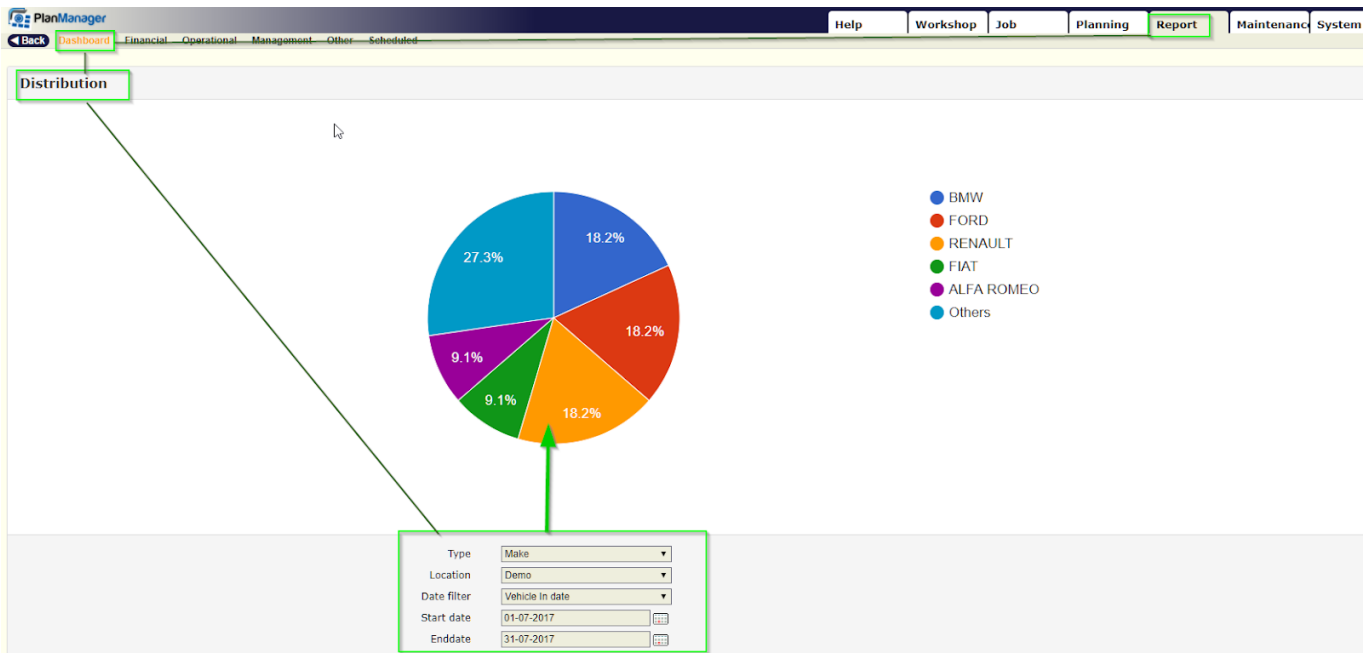 PlanManager
Help Workshop Job Planning Report Maintenanc System
Back Dashboard Financial Operational Management Other Scheduled
Distribution
BMW
FORD
RENAULT
FIAT
ALFA ROMEO
Others
18.2%
27.3%
18.2%
9.1%
9.1%
18.2%
Type Make
Location Demo
Date filter Vehicle In date
Start date 01-07-2017
Enddate 31-07-2017